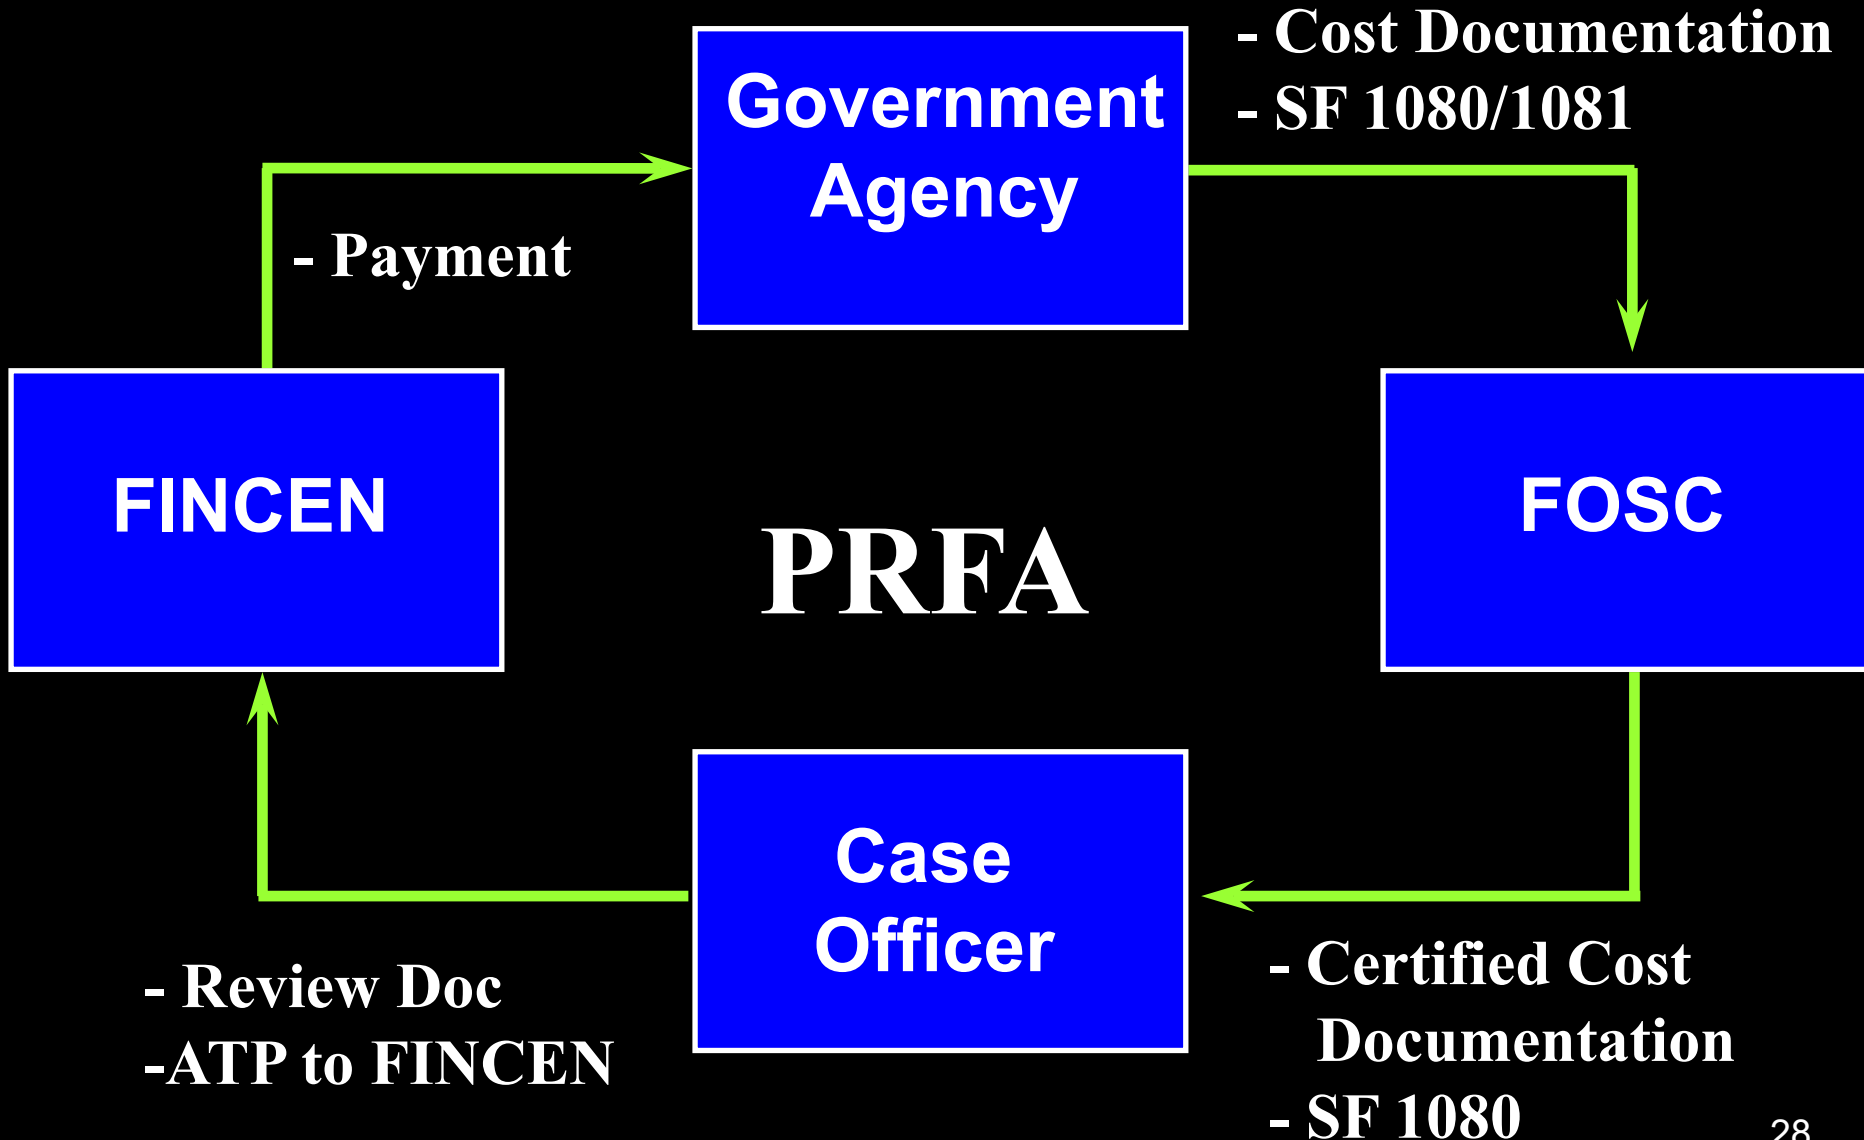 - Cost Documentation
- SF 1080/1081
Government
Agency
- Payment
FINCEN
PRFA
FOSC
Case
Officer
- Review Doc
-ATP to FINCEN
- Certified Cost
Documentation
- SF 1080
28